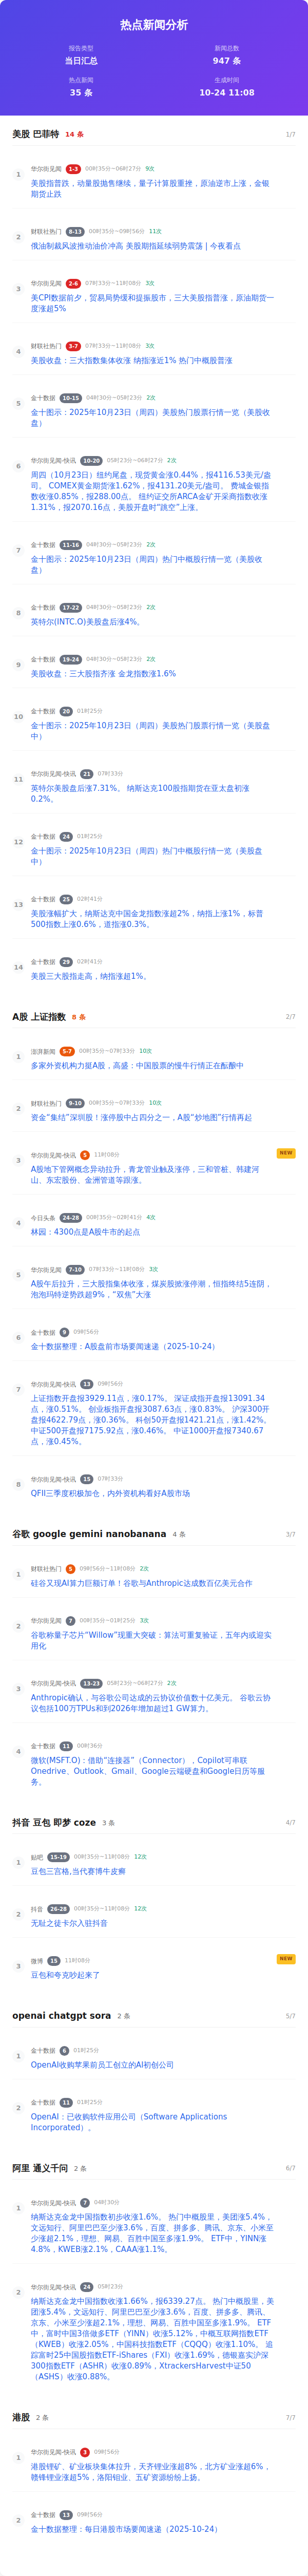 热点新闻分析
报告类型
当日汇总
新闻总数
947 条
热点新闻
35 条
生成时间
10-24 11:08
美股 巴菲特 14 条 1/7
1
华尔街见闻 1-3 00时35分~06时27分 9次
美股指普跌，动量股抛售继续，量子计算股重挫，原油逆市上涨，金银
期货止跌
2
财联社热门 8-13 00时35分~09时56分 11次
俄油制裁风波推动油价冲高 美股期指延续弱势震荡 | 今夜看点
3
华尔街见闻 2-6 07时33分~11时08分 3次
美CPI数据前夕，贸易局势缓和提振股市，三大美股指普涨，原油期货一
度涨超5%
4
财联社热门 3-7 07时33分~11时08分 3次
美股收盘：三大指数集体收涨 纳指涨近1% 热门中概股普涨
5
金十数据 10-15 04时30分~05时23分 2次
金十图示：2025年10月23日（周四）美股热门股票行情一览（美股收
盘）
6
华尔街见闻-快讯 10-20 05时23分~06时27分 2次
周四（10月23日）纽约尾盘，现货黄金涨0.44%，报4116.53美元/盎
司。 COMEX黄金期货涨1.62%，报4131.20美元/盎司。 费城金银指
数收涨0.85%，报288.00点。 纽约证交所ARCA金矿开采商指数收涨
1.31%，报2070.16点，美股开盘时“跳空”上涨。
7
金十数据 11-16 04时30分~05时23分 2次
金十图示：2025年10月23日（周四）热门中概股行情一览（美股收
盘）
8
金十数据 17-22 04时30分~05时23分 2次
英特尔(INTC.O)美股盘后涨4%。
9
金十数据 19-24 04时30分~05时23分 2次
美股收盘：三大股指齐涨 金龙指数涨1.6%
10
金十数据 20 01时25分
金十图示：2025年10月23日（周四）美股热门股票行情一览（美股盘
中）
11
华尔街见闻-快讯 21 07时33分
英特尔美股盘后涨7.31%。 纳斯达克100股指期货在亚太盘初涨
0.2%。
12
金十数据 24 01时25分
金十图示：2025年10月23日（周四）热门中概股行情一览（美股盘
中）
13
金十数据 25 02时41分
美股涨幅扩大，纳斯达克中国金龙指数涨超2%，纳指上涨1%，标普
500指数上涨0.6%，道指涨0.3%。
14
金十数据 29 02时41分
美股三大股指走高，纳指涨超1%。
A股 上证指数 8 条 2/7
1
澎湃新闻 5-7 00时35分~07时33分 10次
多家外资机构力挺A股，高盛：中国股票的慢牛行情正在酝酿中
2
财联社热门 9-10 00时35分~07时33分 10次
资金“集结”深圳股！涨停股中占四分之一，A股“炒地图”行情再起
3
华尔街见闻-快讯 5 11时08分
NEW
A股地下管网概念异动拉升，青龙管业触及涨停，三和管桩、韩建河
山、东宏股份、金洲管道等跟涨。
4
今日头条 24-28 00时35分~02时41分 4次
林园：4300点是A股牛市的起点
5
华尔街见闻 7-10 07时33分~11时08分 3次
A股午后拉升，三大股指集体收涨，煤炭股掀涨停潮，恒指终结5连阴，
泡泡玛特逆势跌超9%，“双焦”大涨
6
金十数据 9 09时56分
金十数据整理：A股盘前市场要闻速递（2025-10-24）
7
华尔街见闻-快讯 13 09时56分
上证指数开盘报3929.11点，涨0.17%。 深证成指开盘报13091.34
点，涨0.51%。 创业板指开盘报3087.63点，涨0.83%。 沪深300开
盘报4622.79点，涨0.36%。 科创50开盘报1421.21点，涨1.42%。
中证500开盘报7175.92点，涨0.46%。 中证1000开盘报7340.67
点，涨0.45%。
8
华尔街见闻-快讯 15 07时33分
QFII三季度积极加仓，内外资机构看好A股市场
谷歌 google gemini nanobanana 4 条 3/7
1
财联社热门 5 09时56分~11时08分 2次
硅谷又现AI算力巨额订单！谷歌与Anthropic达成数百亿美元合作
2
华尔街见闻 7 00时35分~01时25分 3次
谷歌称量子芯片“Willow”现重大突破：算法可重复验证，五年内或迎实
用化
3
华尔街见闻-快讯 13-23 05时23分~06时27分 2次
Anthropic确认，与谷歌公司达成的云协议价值数十亿美元。 谷歌云协
议包括100万TPUs和到2026年增加超过1 GW算力。
4
金十数据 11 00时36分
微软(MSFT.O)：借助“连接器”（Connector），Copilot可串联
Onedrive、Outlook、Gmail、Google云端硬盘和Google日历等服
务。
抖音 豆包 即梦 coze 3 条 4/7
1
贴吧 15-19 00时35分~11时08分 12次
豆包三宫格,当代赛博牛皮癣
2
抖音 26-28 00时35分~11时08分 12次
无耻之徒卡尔入驻抖音
3
微博 15 11时08分
NEW
豆包和夸克吵起来了
openai chatgpt sora 2 条 5/7
1
金十数据 6 01时25分
OpenAI收购苹果前员工创立的AI初创公司
2
金十数据 11 01时25分
OpenAI：已收购软件应用公司（Software Applications
Incorporated）。
阿里 通义千问 2 条 6/7
1
华尔街见闻-快讯 7 04时30分
纳斯达克金龙中国指数初步收涨1.6%。 热门中概股里，美团涨5.4%，
文远知行、阿里巴巴至少涨3.6%，百度、拼多多、腾讯、京东、小米至
少涨超2.1%，理想、网易、百胜中国至多涨1.9%。 ETF中，YINN涨
4.8%，KWEB涨2.1%，CAAA涨1.1%。
2
华尔街见闻-快讯 24 05时23分
纳斯达克金龙中国指数收涨1.66%，报6339.27点。 热门中概股里，美
团涨5.4%，文远知行、阿里巴巴至少涨3.6%，百度、拼多多、腾讯、
京东、小米至少涨超2.1%，理想、网易、百胜中国至多涨1.9%。 ETF
中，富时中国3倍做多ETF（YINN）收涨5.12%，中概互联网指数ETF
（KWEB）收涨2.05%，中国科技指数ETF（CQQQ）收涨1.10%。 追
踪富时25中国股指数ETF-iShares（FXI）收涨1.69%，德银嘉实沪深
300指数ETF（ASHR）收涨0.89%，XtrackersHarvest中证50
（ASHS）收涨0.88%。
港股 2 条 7/7
1
华尔街见闻-快讯 3 09时56分
港股锂矿、矿业板块集体拉升，天齐锂业涨超8%，北方矿业涨超6%，
赣锋锂业涨超5%，洛阳钼业、五矿资源纷纷上扬。
2
金十数据 13 09时56分
金十数据整理：每日港股市场要闻速递（2025-10-24）